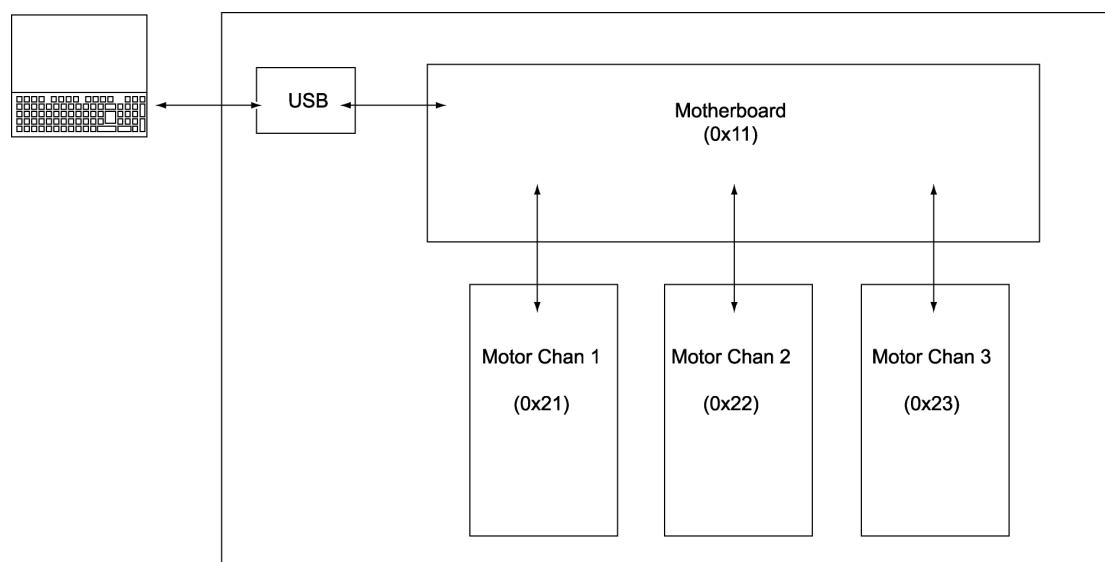 USB
Motherboard
(0x11)
Motor Chan 1
(0x21)
Motor Chan 2
(0x22)
Motor Chan 3
(0x23)